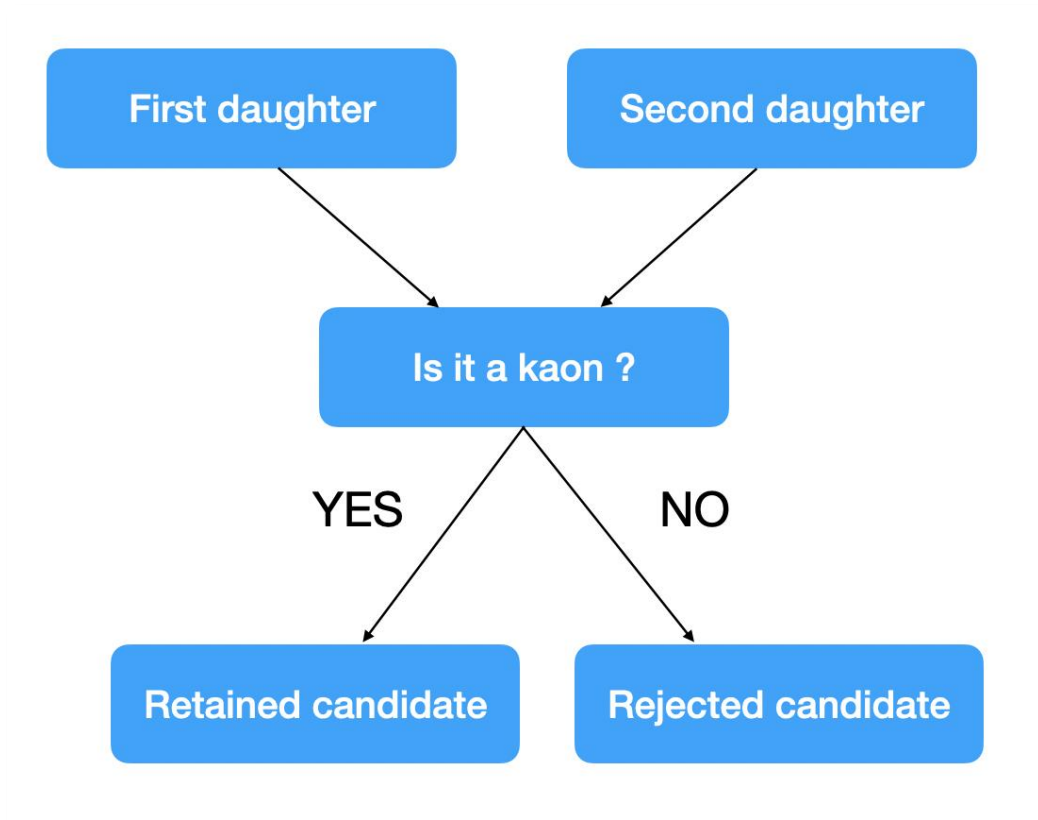 First daughter
Second daughter
Is it a kaon ?
YES
NO
Retained candidate
Rejected candidate